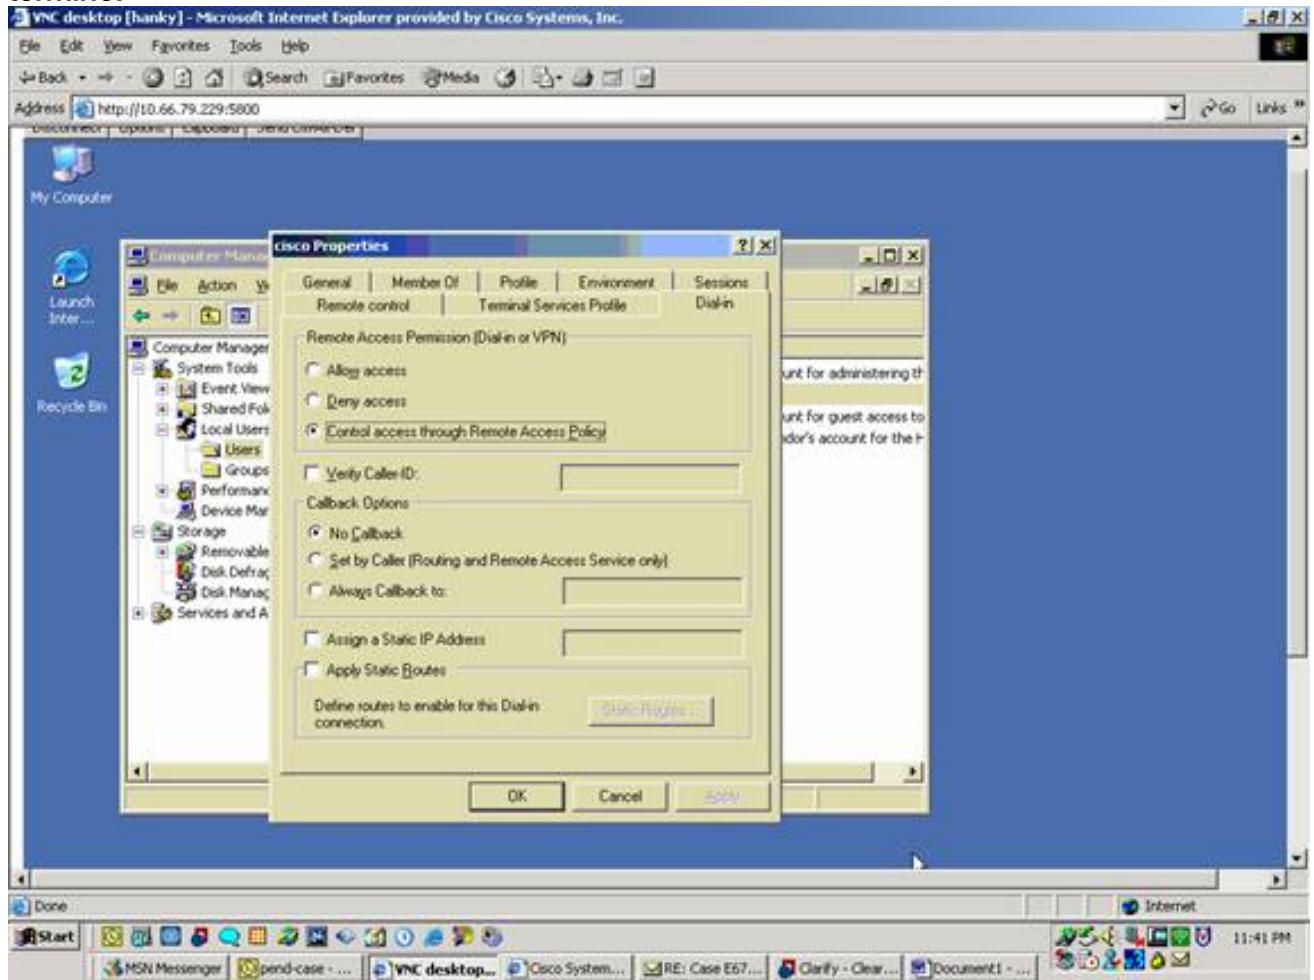 VNC desktop [hanky] - Microsoft Internet Explorer provided by Cisco Systems, Inc.
File Edit View Favorites Tools Help
Back Search Favorites Media
Address http://10.66.79.229:5800 Go Links »
Disconnect Options Clipboard
My Computer
Launch
Inter...
Recycle Bin
File Action
Computer Manager
System Tools
Event View
Shared Fol
Local Users
Users
Groups
Performanc
Device Mar
Storage
Removable
Disk Defrag
Disk Manag
Services and A
cisco Properties
General Member Of Profile Environment Sessions
Remote control Terminal Services Profile Dial-in
Remote Access Permission (Dial-in or VPN)
Allow access
Deny access
Control access through Remote Access Policy
Verify Caller-ID:
Callback Options
No Callback
Set by Caller (Routing and Remote Access Service only)
Always Callback to:
Assign a Static IP Address
Apply Static Routes
Define routes to enable for this Dial-in
connection.
Static Routes ...
OK Cancel Apply
unt for administering th
unt for guest access to
dor's account for the H
Done Internet
Start 11:41 PM
MSN Messenger pend-case - ... VNC desktop... Cisco System... RE: Case E67... Clarify - Clear... Document1 - ...